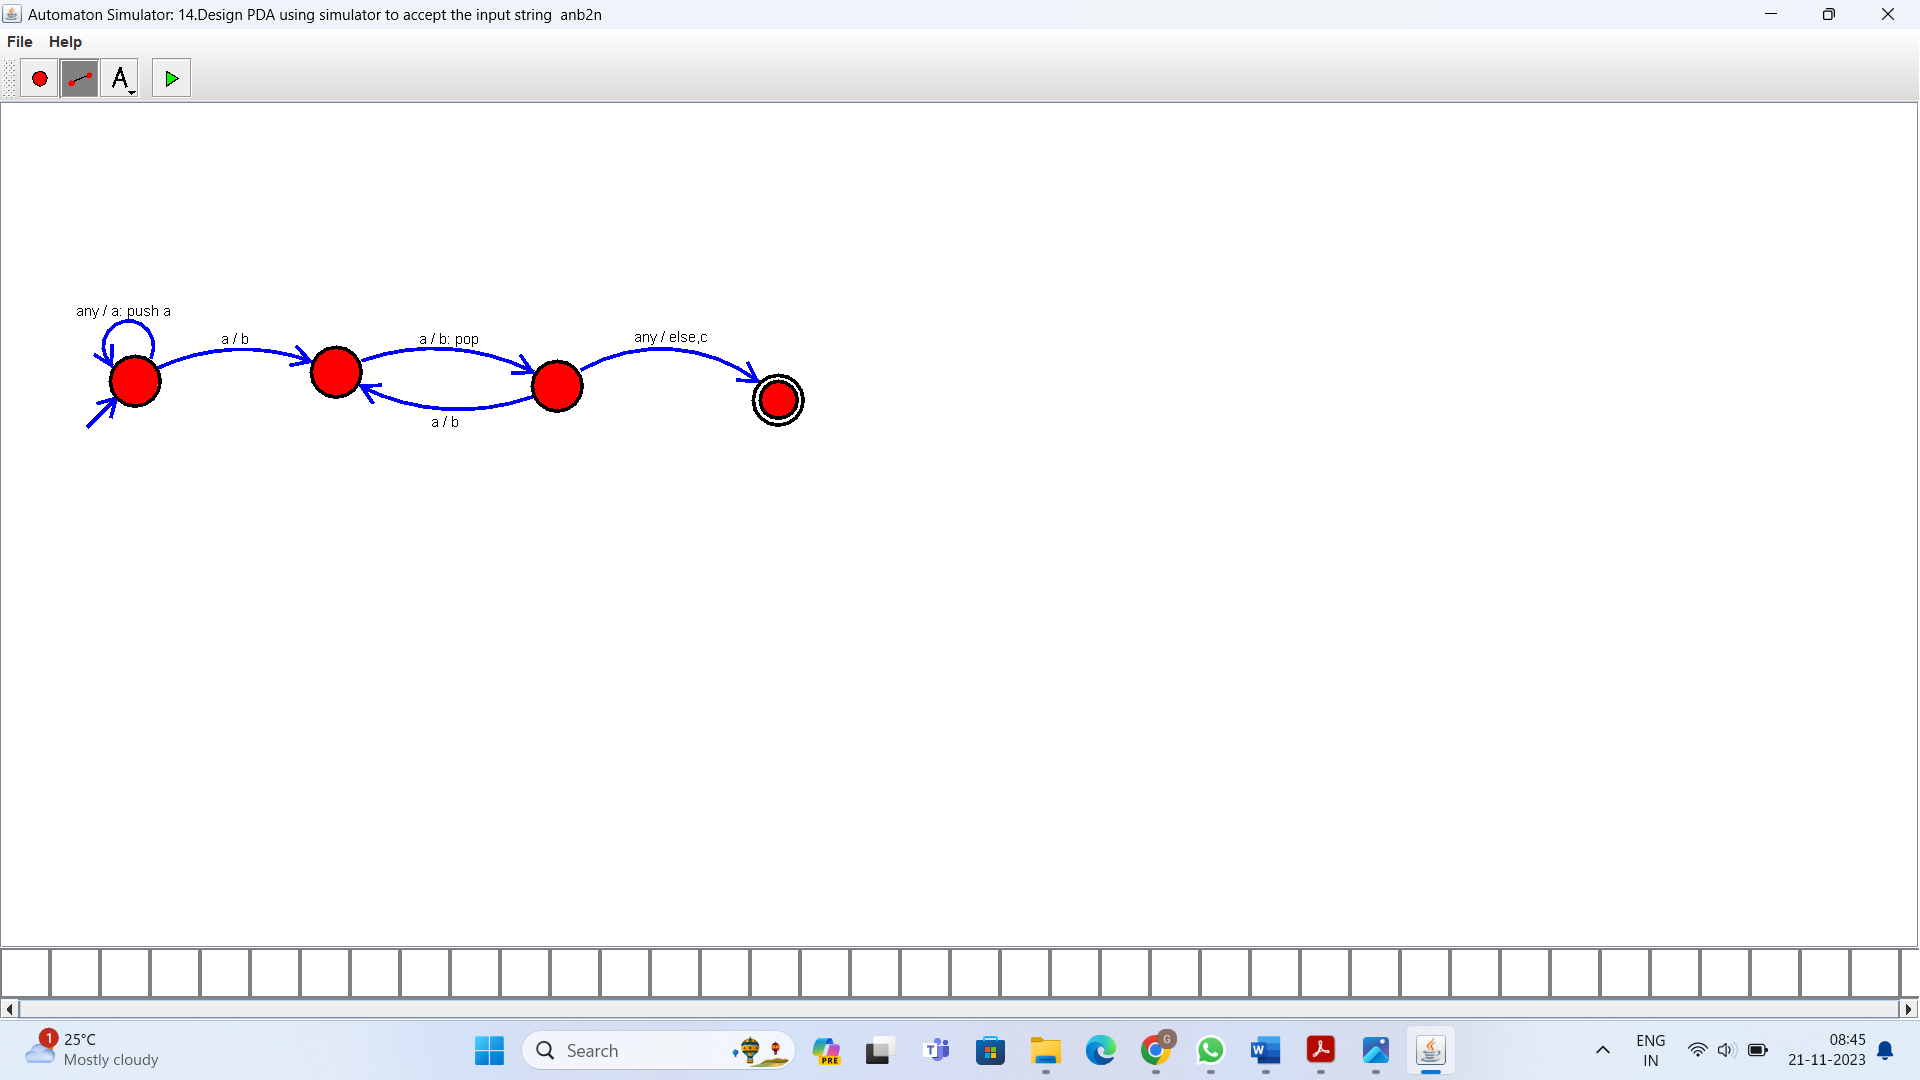 Automaton Simulator: 14.Design PDA using simulator to accept the input string  anb2n
File Help
A
any / a: push a
a / b
a / b: pop
any / else,c
a / b
1
25°C
Mostly cloudy
Search
PRE
T
G
W
ENG
IN
08:45
21-11-2023